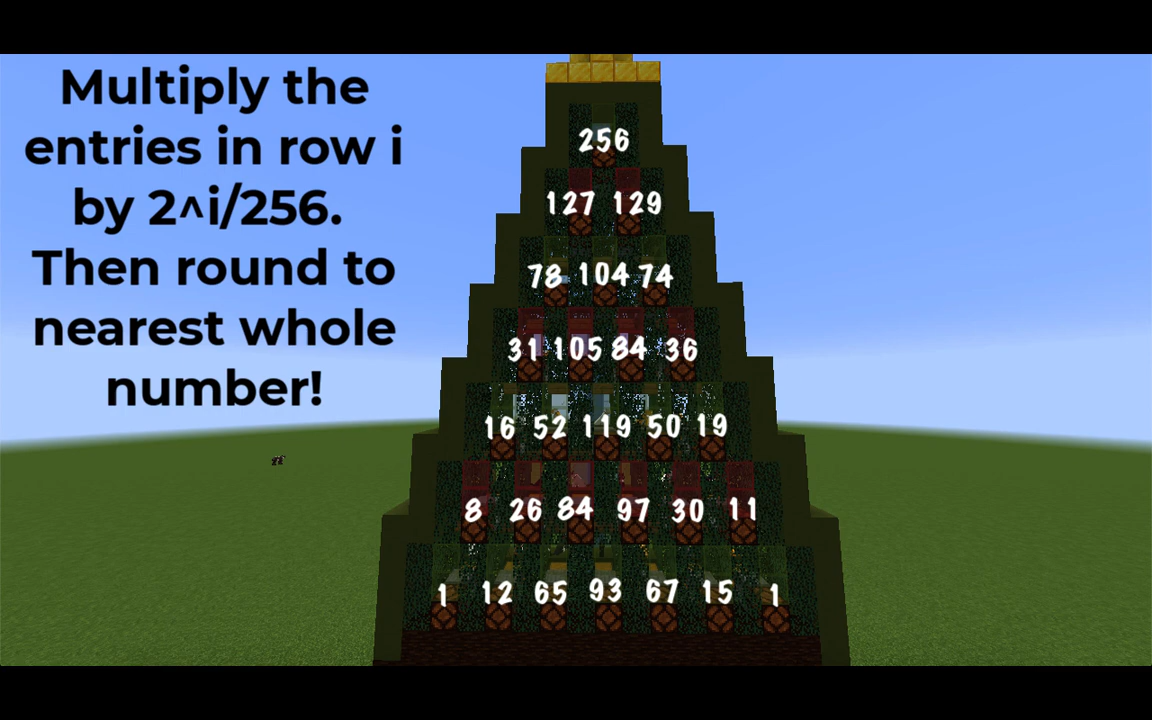 Multiply the
entries in row i
by 2^i/256.
Then round to
nearest whole
number!
256
127 129
78 104 74
31 105 84 36
16 52 119 50 19
8 26 84 97 30 11
1 12 65 93 67 15 1